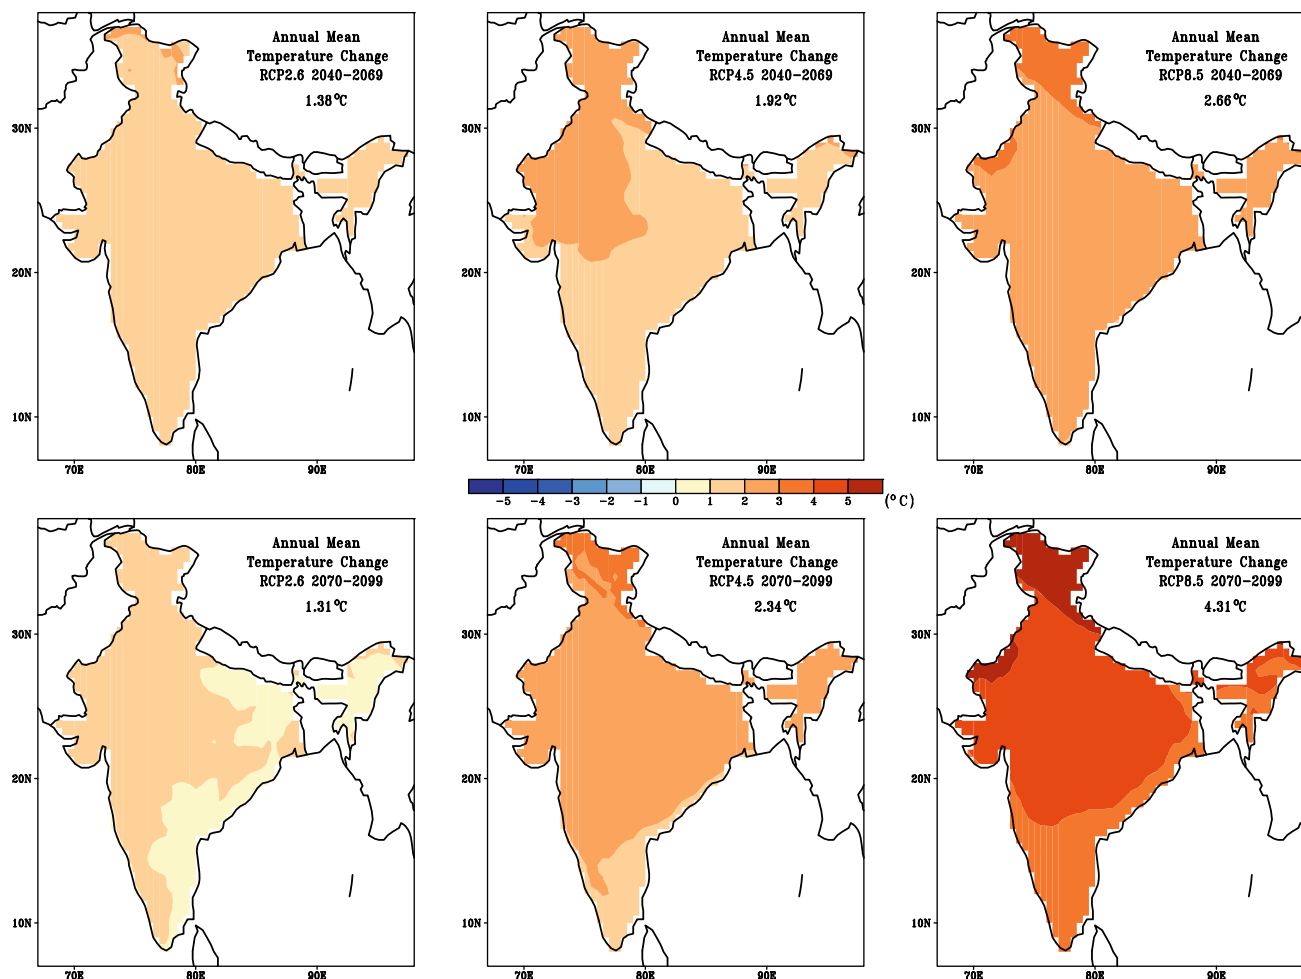 Annual Mean
Temperature Change
RCP2.6 2040-2069
1.38°C
30N
20N
10N
70E 80E 90E
Annual Mean
Temperature Change
RCP4.5 2040-2069
1.92°C
30N
20N
10N
70E 80E 90E
Annual Mean
Temperature Change
RCP8.5 2040-2069
2.66°C
30N
20N
10N
70E 80E 90E
-5 -4 -3 -2 -1 0 1 2 3 4 5 (°C)
Annual Mean
Temperature Change
RCP2.6 2070-2099
1.31°C
30N
20N
10N
70E 80E 90E
Annual Mean
Temperature Change
RCP4.5 2070-2099
2.34°C
30N
20N
10N
70E 80E 90E
Annual Mean
Temperature Change
RCP8.5 2070-2099
4.31°C
30N
20N
10N
70E 80E 90E